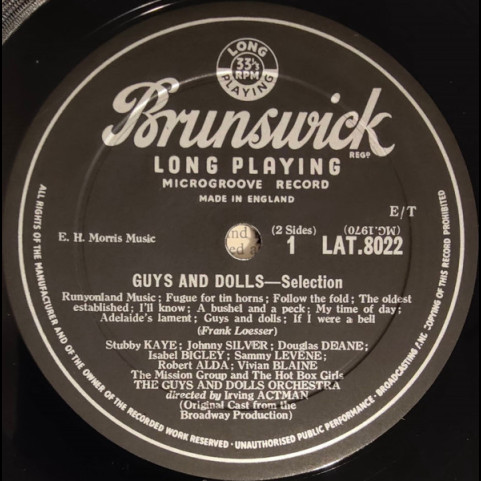 LONG
33⅓
RPM
PLAYING
Brunswick
REGD
LONG PLAYING
MICROGROOVE RECORD
MADE IN ENGLAND
E/T
E. H. Morris Music
(2 Sides)
1
(MG.1970)
LAT.8022
GUYS AND DOLLS—Selection
Runyonland Music; Fugue for tin horns; Follow the fold; The oldest
established; I'll know; A bushel and a peck; My time of day;
Adelaide's lament; Guys and dolls; If I were a bell
(Frank Loesser)
Stubby KAYE; Johnny SILVER; Douglas DEANE;
Isabel BIGLEY; Sammy LEVENE;
Robert ALDA; Vivian BLAINE
The Mission Group and The Hot Box Girls
THE GUYS AND DOLLS ORCHESTRA
directed by Irving ACTMAN
(Original Cast from the
Broadway Production)
ALL RIGHTS OF THE MANUFACTURER AND OF THE OWNER OF THE RECORDED WORK RESERVED · UNAUTHORISED PUBLIC PERFORMANCE · BROADCASTING AND COPYING OF THIS RECORD PROHIBITED